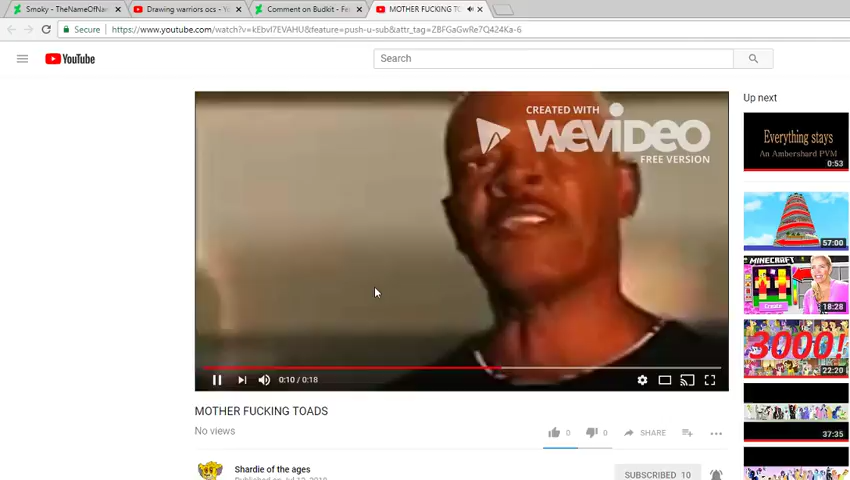 Smoky - TheNameOfNa
Drawing warriors ocs - Y
Comment on Budkit - Fe
MOTHER FUCKING TO
Secure
https://www.youtube.com/watch?v=kEbvI7EVAHU&feature=push-u-sub&attr_tag=ZBFGaGwRe7Q424Ka-6
YouTube
Search
CREATED WITH
WEVIDEO
FREE VERSION
Up next
Everything stays
An Ambershard PVM
0:53
57:00
MINECRAFT
Create
18:28
3000!
22:20
37:35
0:10 / 0:18
MOTHER FUCKING TOADS
No views
0
0
SHARE
Shardie of the ages
SUBSCRIBED 10